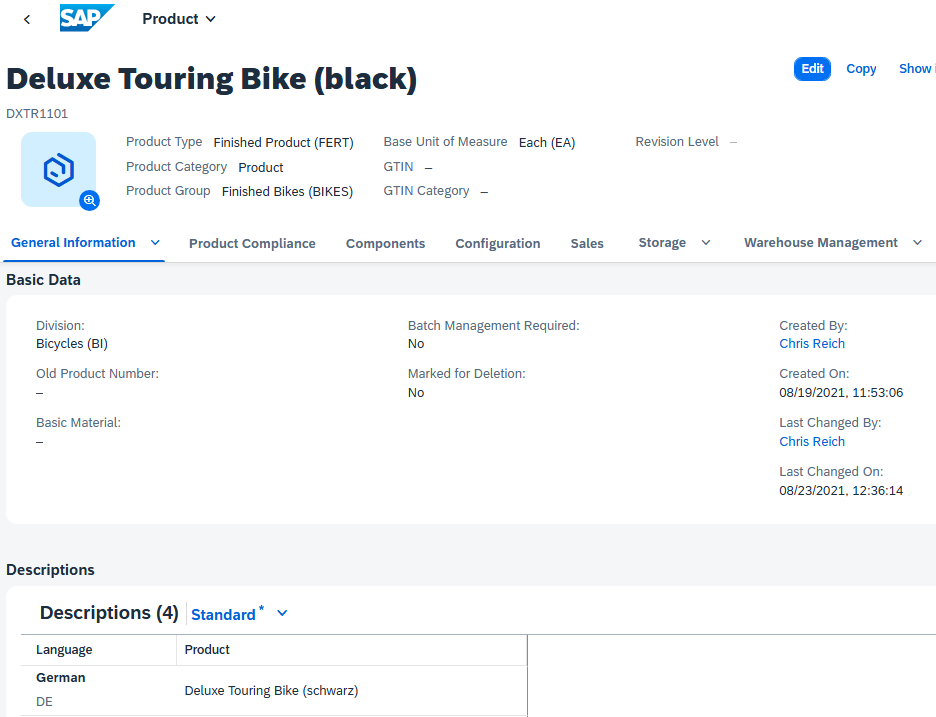 SAP Product
Deluxe Touring Bike (black)
Edit Copy Show
DXTR1101
Product Type Finished Product (FERT) Base Unit of Measure Each (EA) Revision Level –
Product Category Product GTIN –
Product Group Finished Bikes (BIKES) GTIN Category –
General Information Product Compliance Components Configuration Sales Storage Warehouse Management
Basic Data
Division: Batch Management Required: Created By:
Bicycles (BI) No Chris Reich
Old Product Number: Marked for Deletion: Created On:
– No 08/19/2021, 11:53:06
Basic Material: Last Changed By:
– Chris Reich
Last Changed On:
08/23/2021, 12:36:14
Descriptions
Descriptions (4) Standard *
Language Product
German
Deluxe Touring Bike (schwarz)
DE